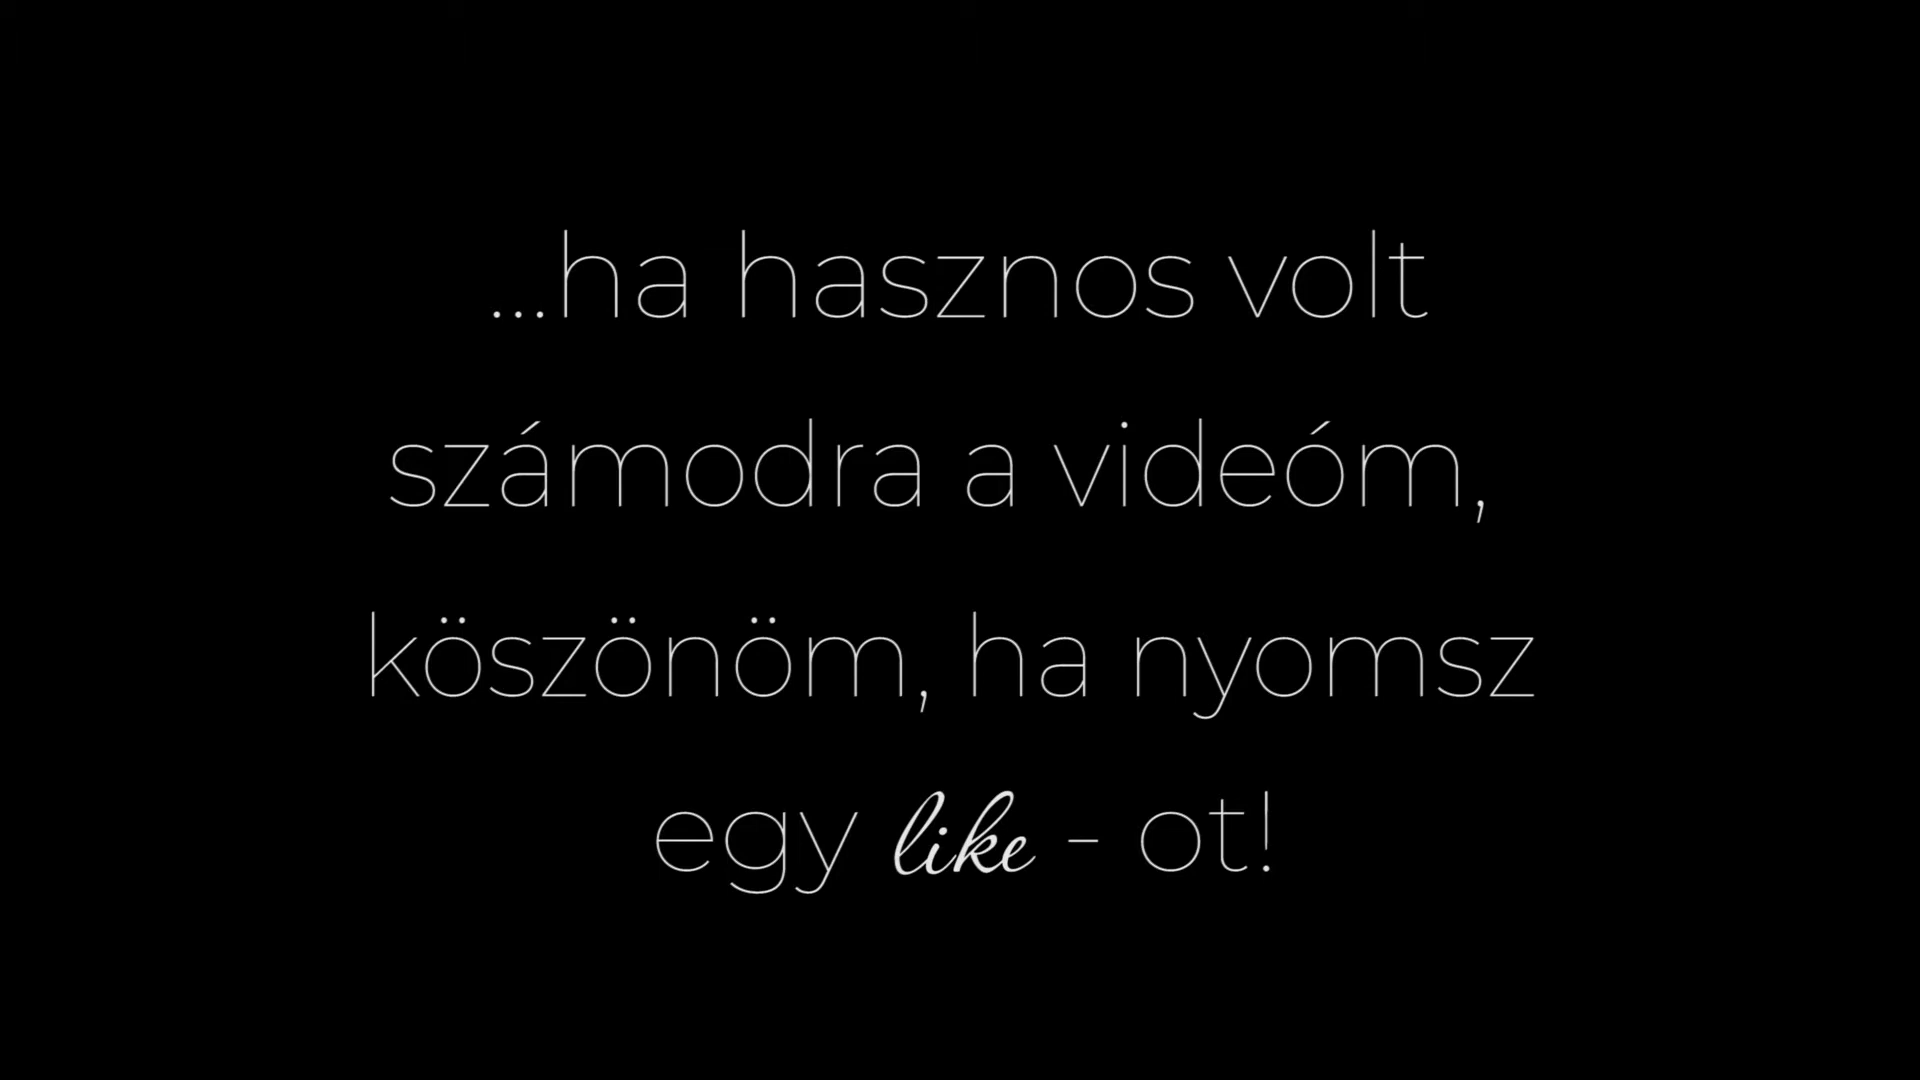 ...ha hasznos volt
számodra a videóm,
köszönöm, ha nyomsz
egy like - ot!